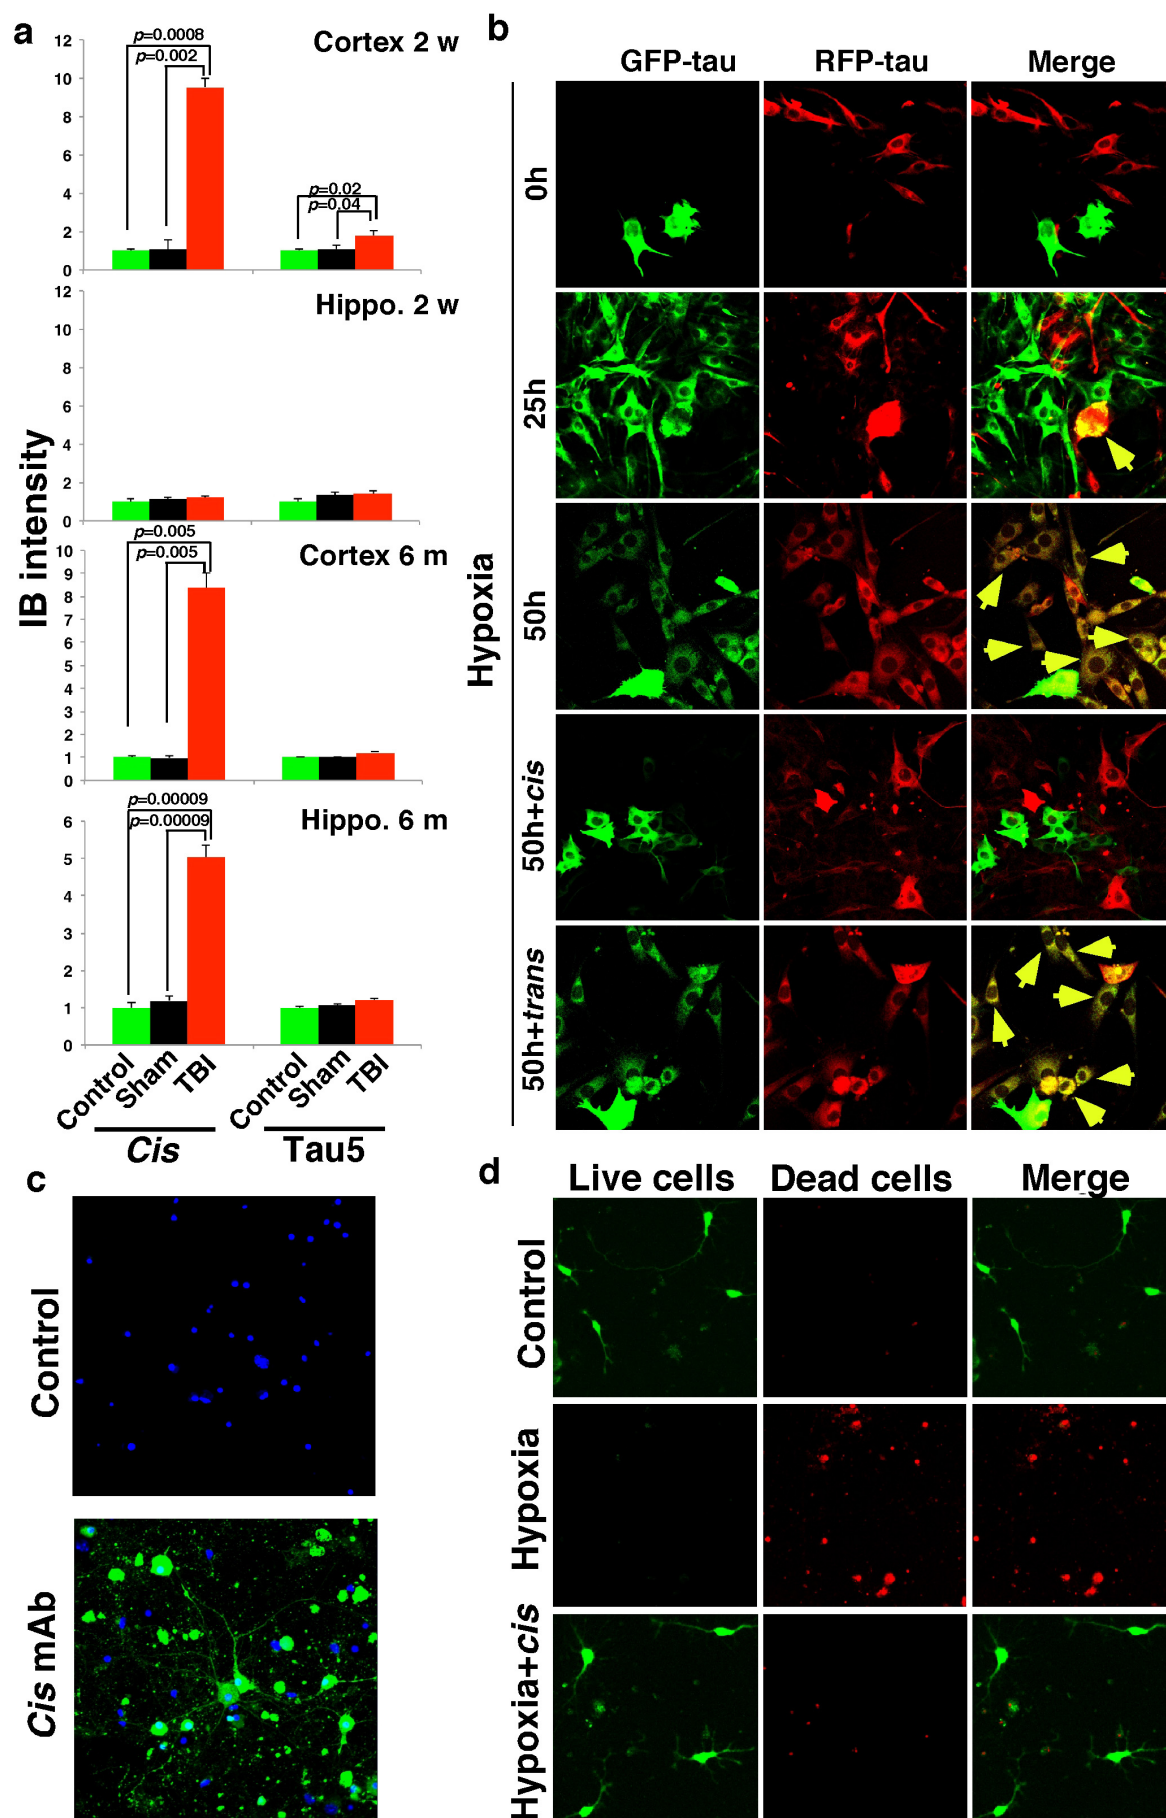 a
IB intensity
12
10
8
6
4
2
0
Cortex 2 w
p=0.0008
p=0.002
p=0.02
p=0.04
12
10
8
6
4
2
0
Hippo. 2 w
10
9
8
7
6
5
4
3
2
1
0
Cortex 6 m
p=0.005
p=0.005
6
5
4
3
2
1
0
Hippo. 6 m
p=0.00009
p=0.00009
Control Sham TBI Control Sham TBI
Cis Tau5
b
GFP-tau RFP-tau Merge
Hypoxia
0h
25h
50h
50h+cis
50h+trans
c
Control
Cis mAb
d
Live cells Dead cells Merge
Control
Hypoxia
Hypoxia+cis